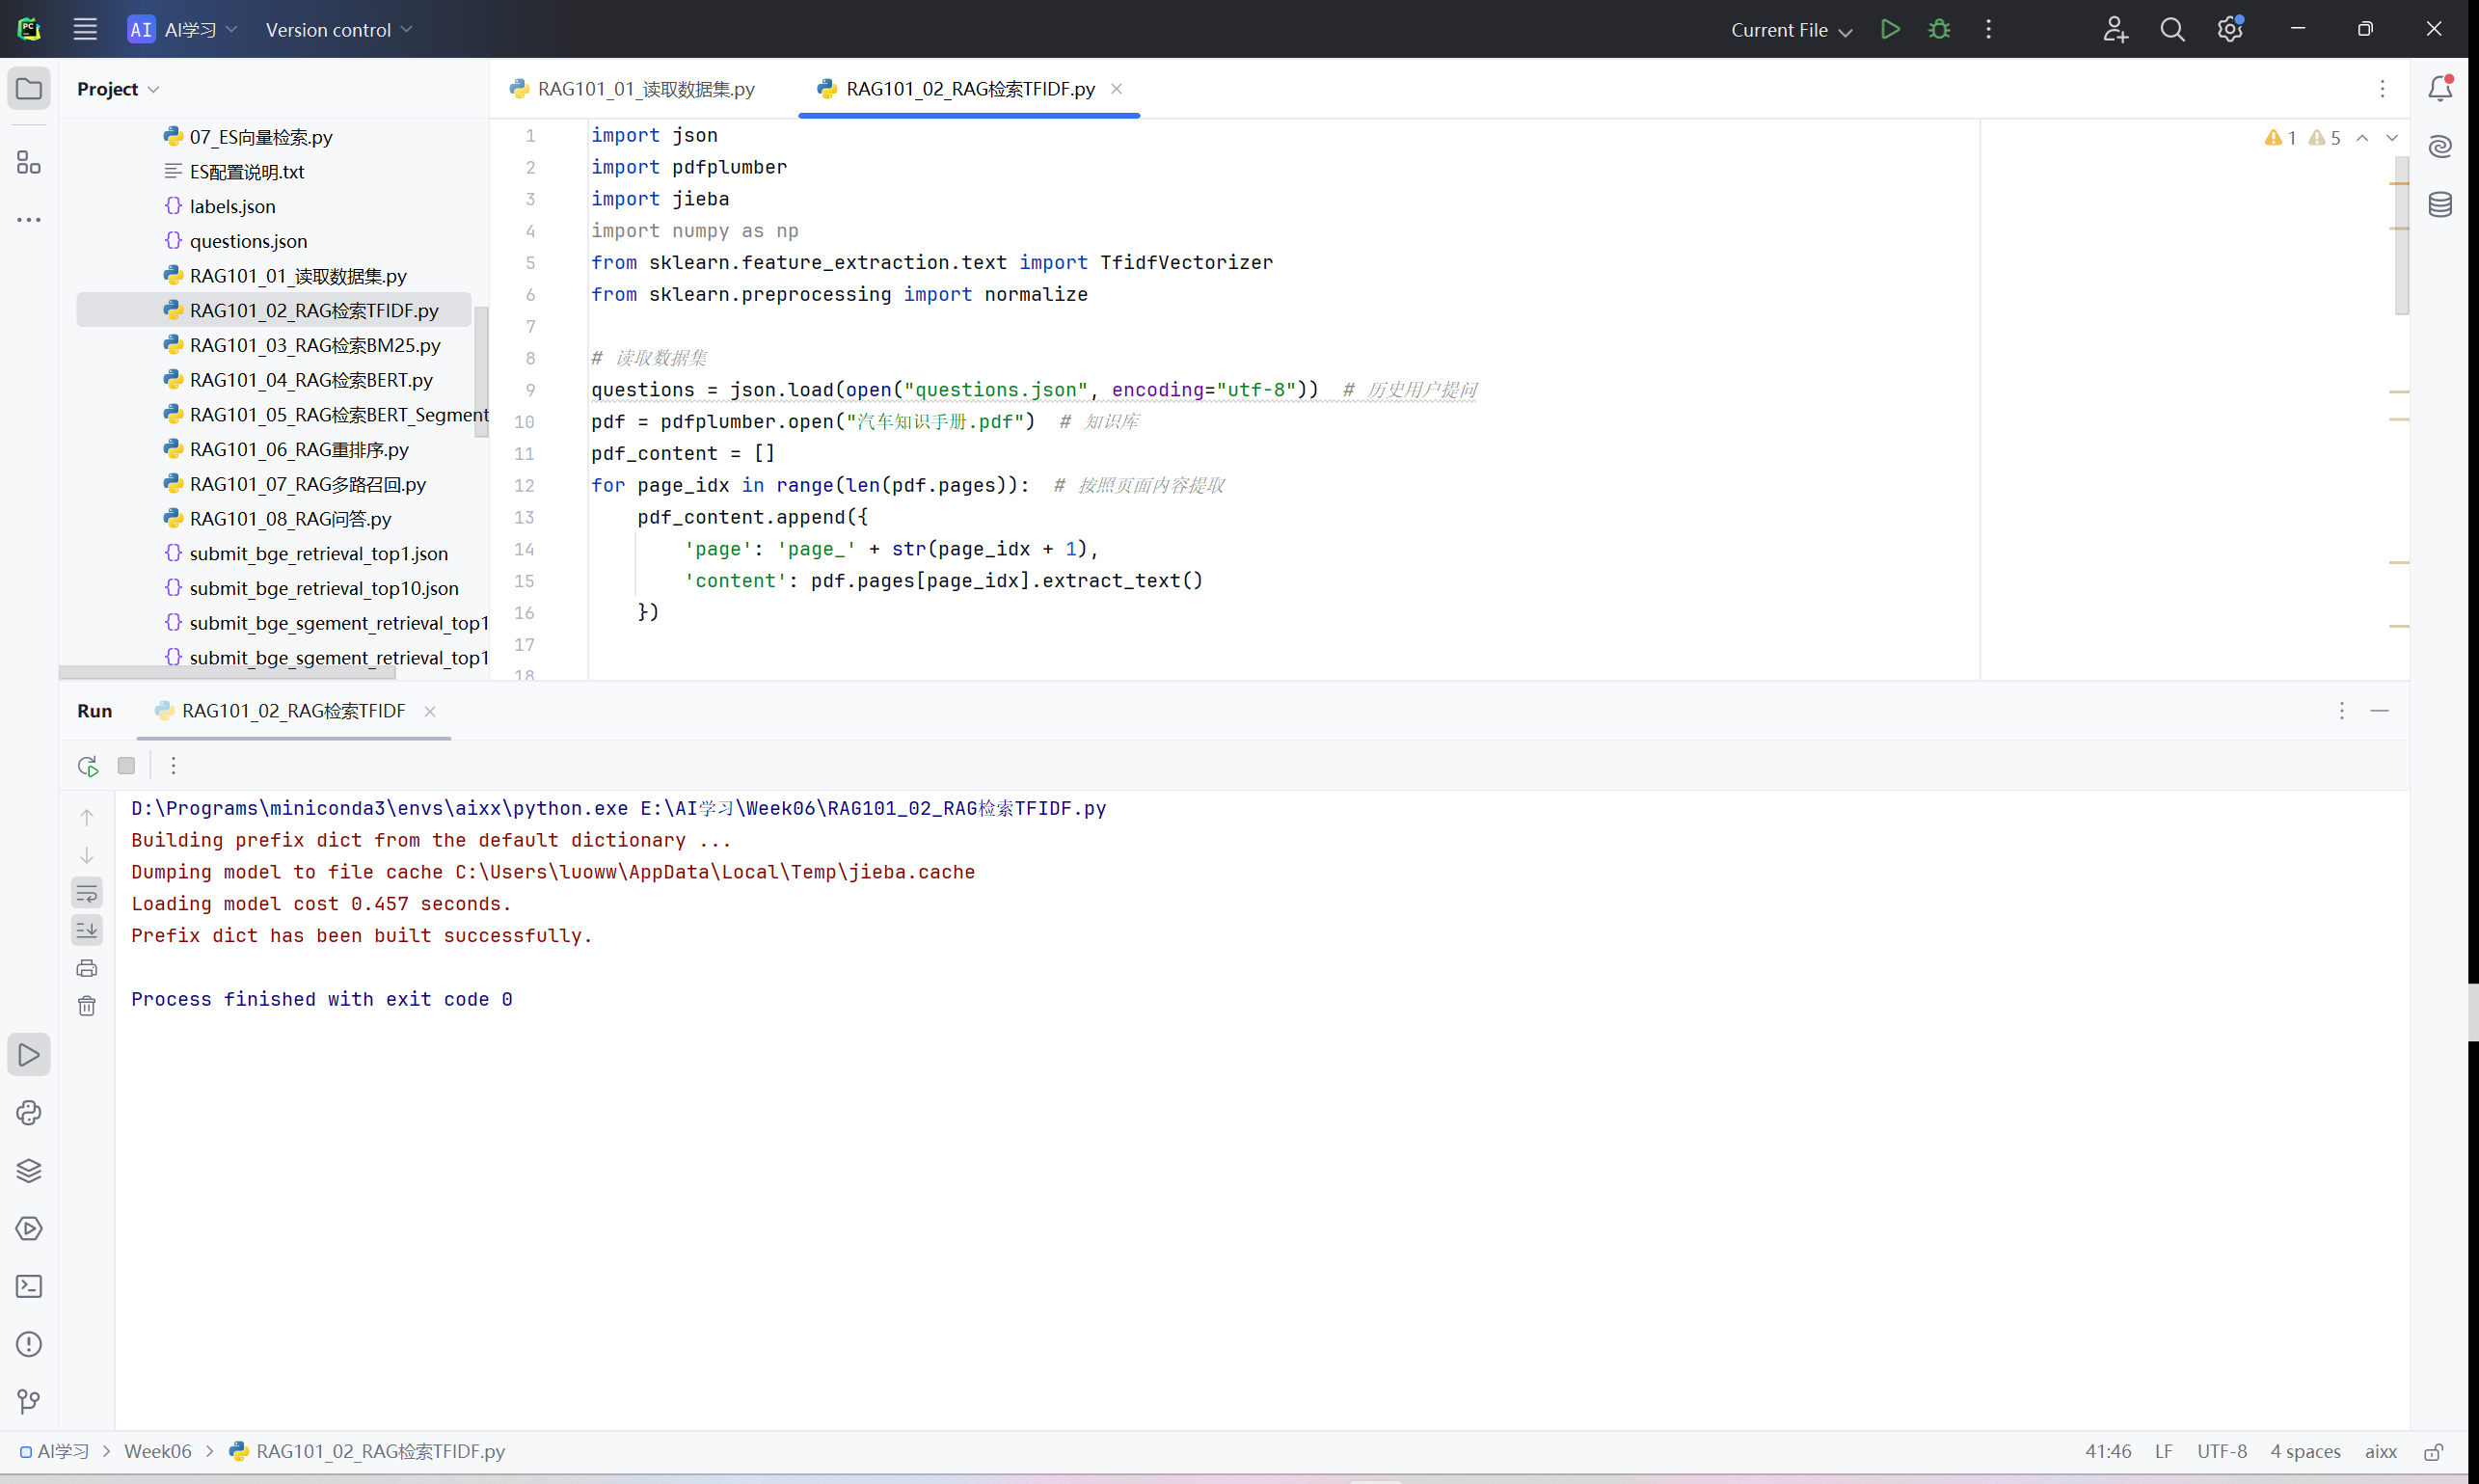 PC
AI AI学习 Version control Current File
Project
RAG101_01_读取数据集.py RAG101_02_RAG检索TFIDF.py
07_ES向量检索.py
ES配置说明.txt
labels.json
questions.json
RAG101_01_读取数据集.py
RAG101_02_RAG检索TFIDF.py
RAG101_03_RAG检索BM25.py
RAG101_04_RAG检索BERT.py
RAG101_05_RAG检索BERT_Segment
RAG101_06_RAG重排序.py
RAG101_07_RAG多路召回.py
RAG101_08_RAG问答.py
submit_bge_retrieval_top1.json
submit_bge_retrieval_top10.json
submit_bge_sgement_retrieval_top1
submit_bge_sgement_retrieval_top1
1 import json
2 import pdfplumber
3 import jieba
4 import numpy as np
5 from sklearn.feature_extraction.text import TfidfVectorizer
6 from sklearn.preprocessing import normalize
7
8 # 读取数据集
9 questions = json.load(open("questions.json", encoding="utf-8")) # 历史用户提问
10 pdf = pdfplumber.open("汽车知识手册.pdf") # 知识库
11 pdf_content = []
12 for page_idx in range(len(pdf.pages)): # 按照页面内容提取
13 pdf_content.append({
14 'page': 'page_' + str(page_idx + 1),
15 'content': pdf.pages[page_idx].extract_text()
16 })
17
18
1 5
Run RAG101_02_RAG检索TFIDF
D:\Programs\miniconda3\envs\aixx\python.exe E:\AI学习\Week06\RAG101_02_RAG检索TFIDF.py
Building prefix dict from the default dictionary ...
Dumping model to file cache C:\Users\luoww\AppData\Local\Temp\jieba.cache
Loading model cost 0.457 seconds.
Prefix dict has been built successfully.
Process finished with exit code 0
AI学习 > Week06 > RAG101_02_RAG检索TFIDF.py
41:46 LF UTF-8 4 spaces aixx